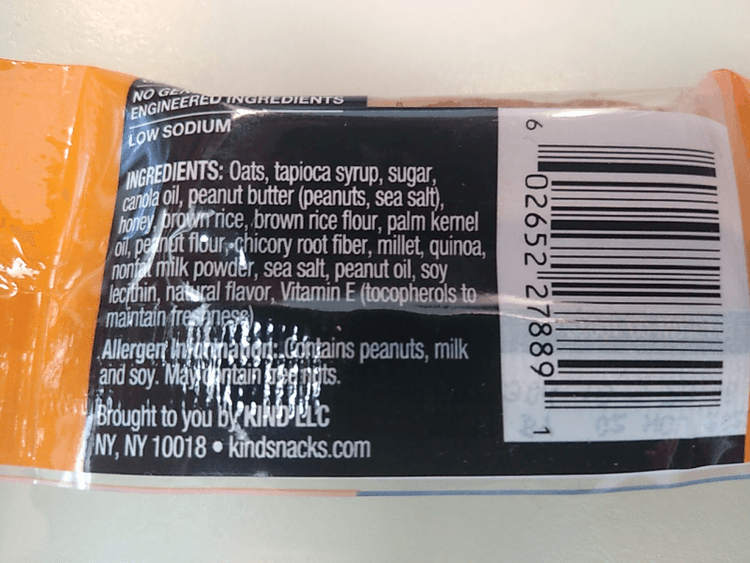 NO
ENGINEERED INGREDIENTS
LOW SODIUM
INGREDIENTS: Oats, tapioca syrup, sugar,
canola oil, peanut butter (peanuts, sea salt),
honey, brown rice, brown rice flour, palm kernel
oil, peanut flour, chicory root fiber, millet, quinoa,
nonfat milk powder, sea salt, peanut oil, soy
lecithin, natural flavor, Vitamin E (tocopherols to
maintain freshness)
Allergen Information: Contains peanuts, milk
and soy. May contain tree nuts.
Brought to you by KIND LLC
NY, NY 10018 • kindsnacks.com
6 02652 27889 1